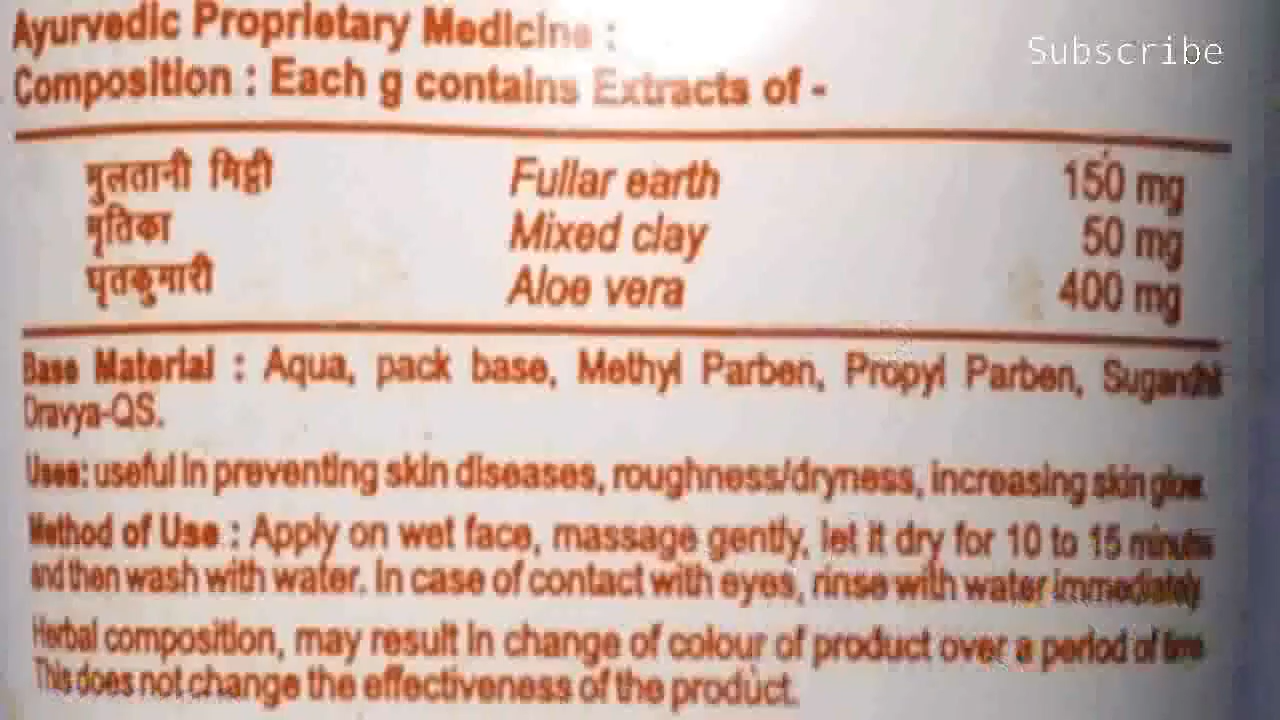 Subscribe
Ayurvedic Proprietary Medicine :
Composition : Each g contains Extracts of -
मुलतानी मिट्टी Fullar earth 150 mg
मृतिका Mixed clay 50 mg
घृतकुमारी Aloe vera 400 mg
Base Material : Aqua, pack base, Methyl Parben, Propyl Parben, Sugandhit
Dravya-QS.
Uses: useful in preventing skin diseases, roughness/dryness, increasing skin glow.
Method of Use : Apply on wet face, massage gently, let it dry for 10 to 15 minutes
and then wash with water. In case of contact with eyes, rinse with water immediately
Herbal composition, may result in change of colour of product over a period of time
This does not change the effectiveness of the product.